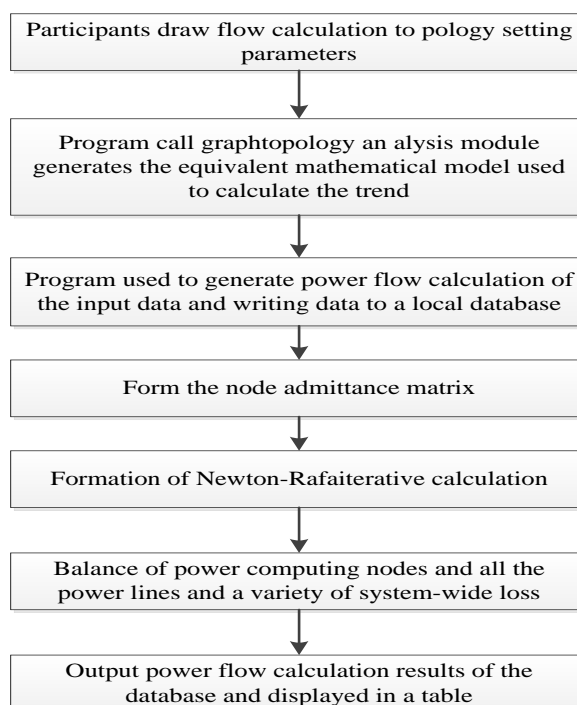 Participants draw flow calculation to pology setting
parameters
Program call graphtopology an alysis module
generates the equivalent mathematical model used
to calculate the trend
Program used to generate power flow calculation of
the input data and writing data to a local database
Form the node admittance matrix
Formation of Newton-Rafaiterative calculation
Balance of power computing nodes and all the
power lines and a variety of system-wide loss
Output power flow calculation results of the
database and displayed in a table